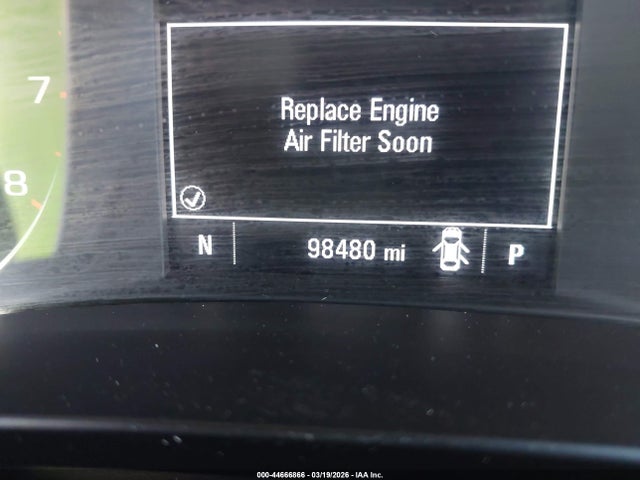 7
8
Replace Engine
Air Filter Soon
N
98480 mi
P
000-44666866 - 03/19/2026 - IAA Inc.